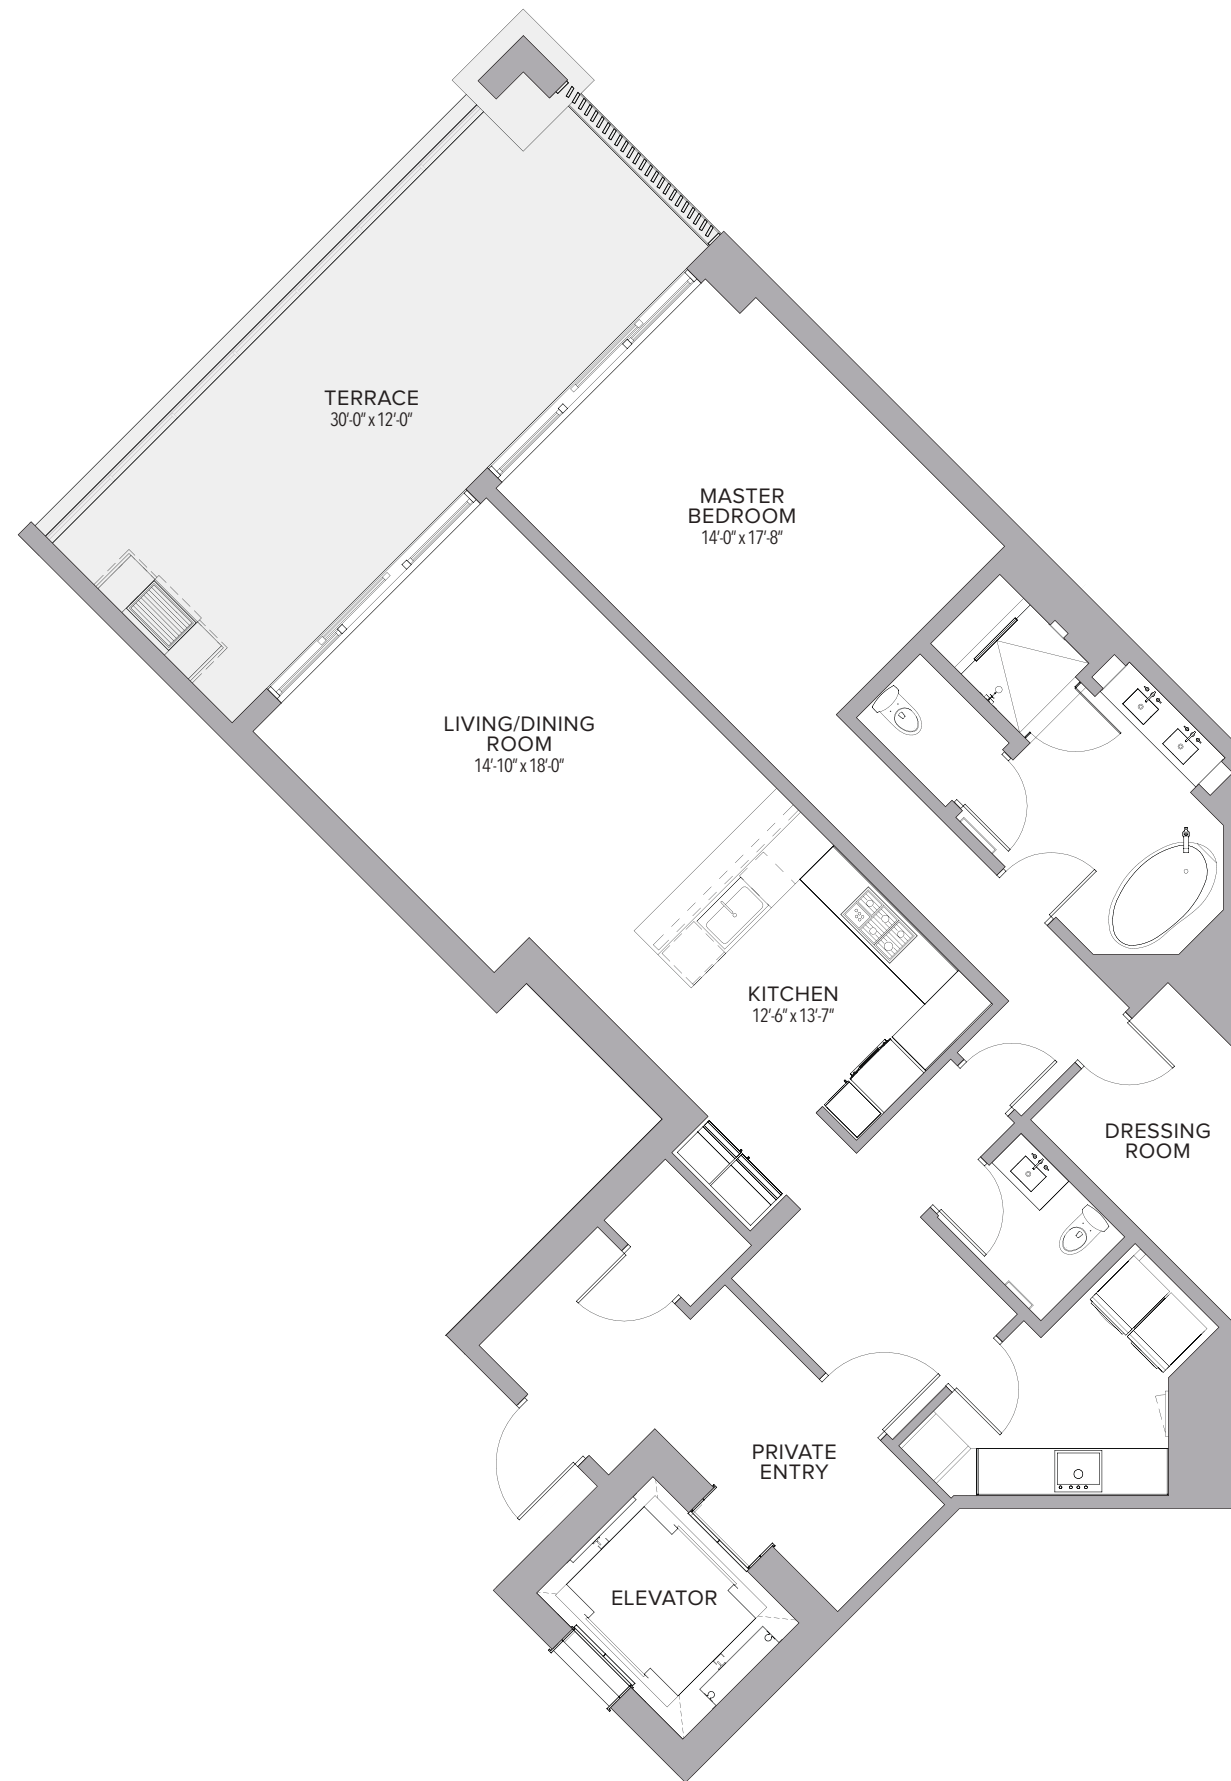 TERRACE
30'-0" x 12'-0"
MASTER
BEDROOM
14'-0" x 17'-8"
LIVING/DINING
ROOM
14'-10" x 18'-0"
KITCHEN
12'-6" x 13'-7"
DRESSING
ROOM
PRIVATE
ENTRY
ELEVATOR